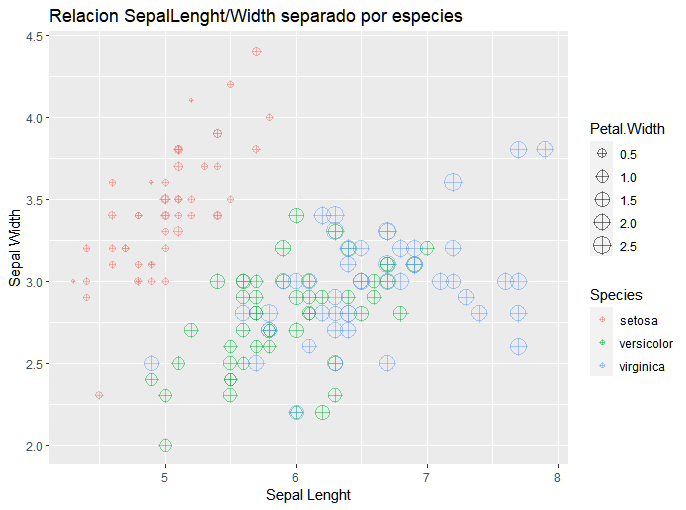 Relacion SepalLenght/Width separado por especies
4.5
4.0
3.5
3.0
2.5
2.0
Sepal Width
5
6
7
8
Sepal Lenght
Petal.Width
0.5
1.0
1.5
2.0
2.5
Species
setosa
versicolor
virginica